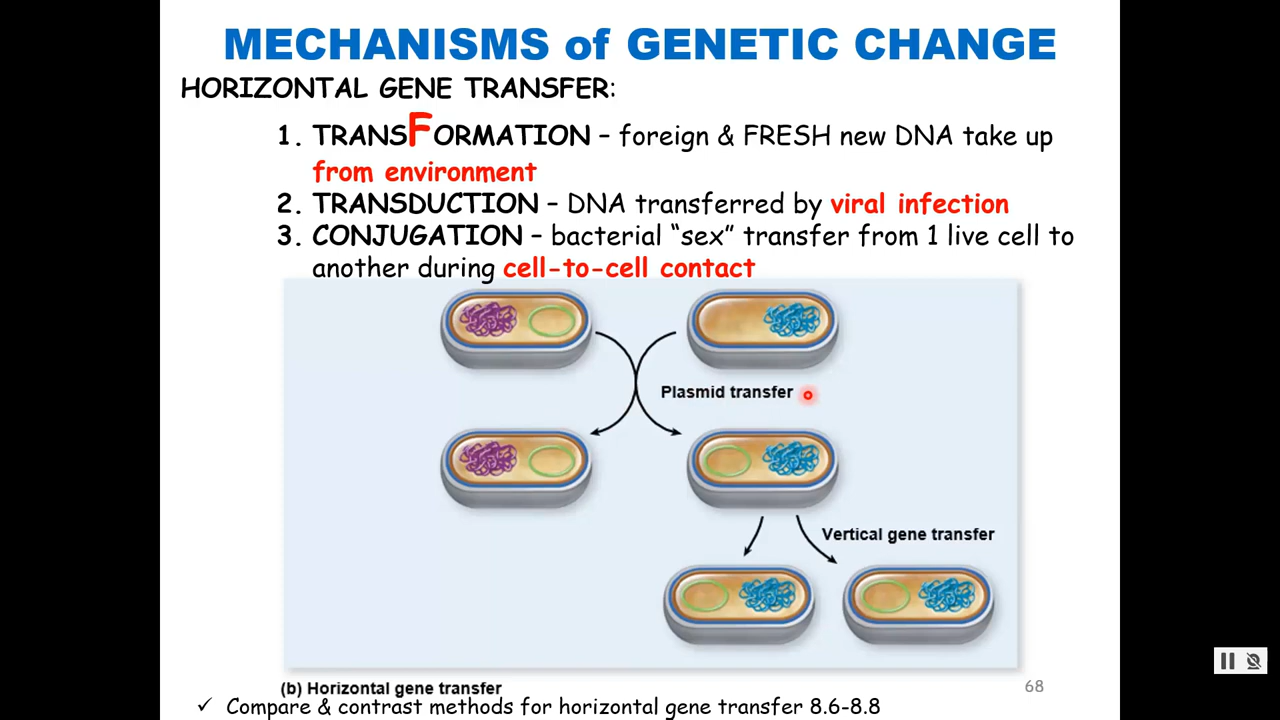 MECHANISMS of GENETIC CHANGE
HORIZONTAL GENE TRANSFER:
1. TRANSFORMATION – foreign & FRESH new DNA take up
from environment
2. TRANSDUCTION – DNA transferred by viral infection
3. CONJUGATION – bacterial “sex” transfer from 1 live cell to
another during cell-to-cell contact
Plasmid transfer
Vertical gene transfer
(b) Horizontal gene transfer
68
✓ Compare & contrast methods for horizontal gene transfer 8.6-8.8